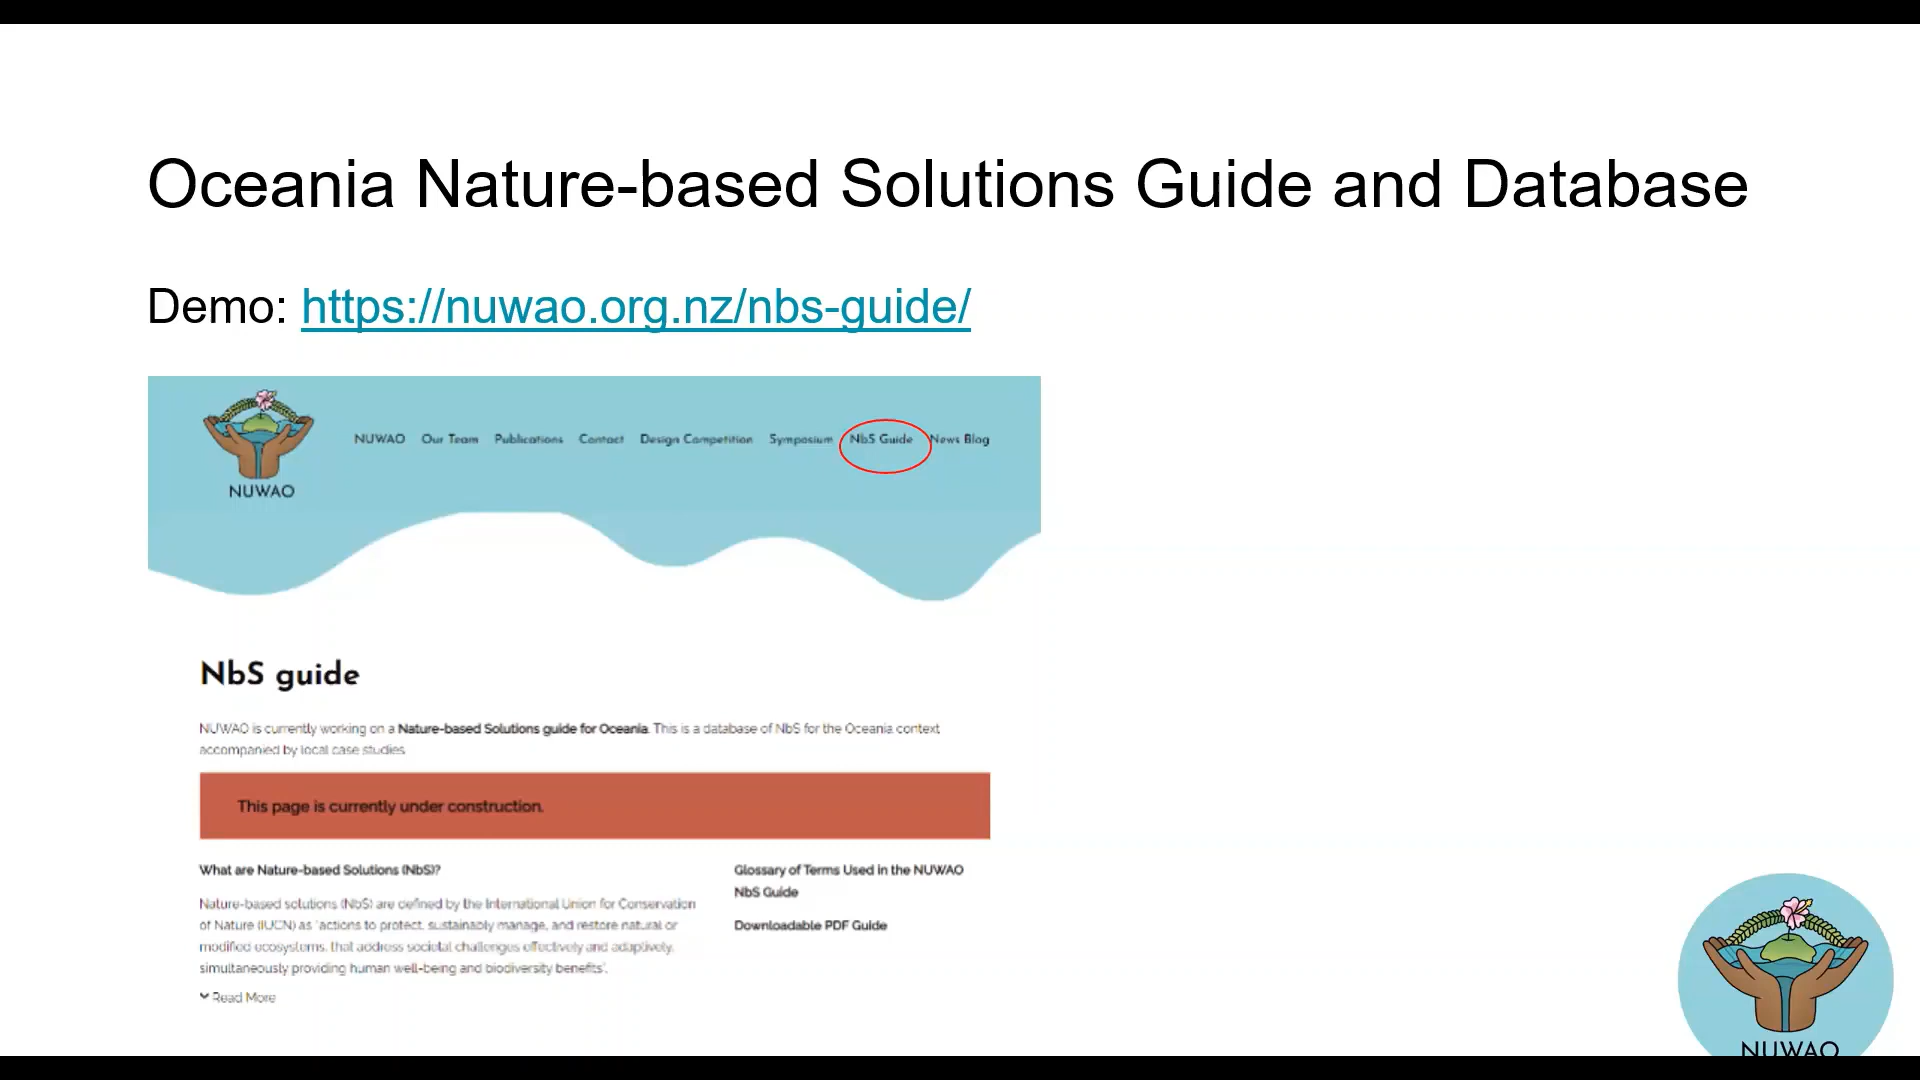 Oceania Nature-based Solutions Guide and Database
Demo: https://nuwao.org.nz/nbs-guide/
NUWAO Our Team Publications Contact Design Competition Symposium NbS Guide News Blog
NUWAO
NbS guide
NUWAO is currently working on a Nature-based Solutions guide for Oceania. This is a database of NbS for the Oceania context
accompanied by local case studies
This page is currently under construction.
What are Nature-based Solutions (NbS)?
Nature-based solutions (NbS) are defined by the International Union for Conservation
of Nature (IUCN) as 'actions to protect, sustainably manage, and restore natural or
modified ecosystems, that address societal challenges effectively and adaptively,
simultaneously providing human well-being and biodiversity benefits'.
Read More
Glossary of Terms Used in the NUWAO
NbS Guide
Downloadable PDF Guide
NUWAO